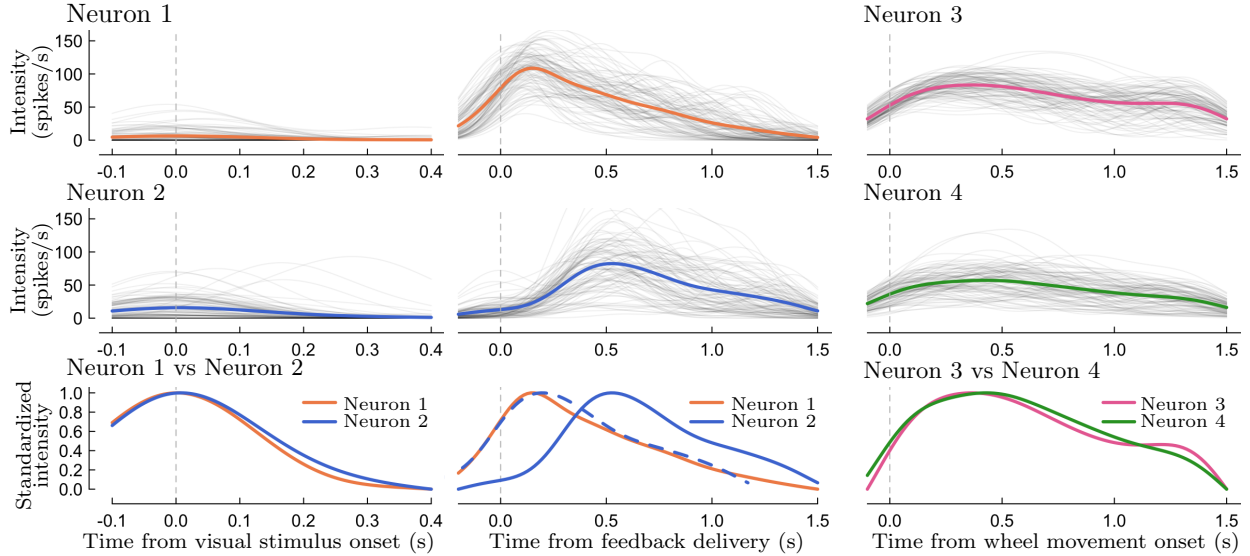 Neuron 1
Neuron 3
Intensity
(spikes/s)
150
100
50
0
-0.1 0.0 0.1 0.2 0.3 0.4
0.0 0.5 1.0 1.5
0.0 0.5 1.0 1.5
Neuron 2
Neuron 4
Intensity
(spikes/s)
150
100
50
0
-0.1 0.0 0.1 0.2 0.3 0.4
0.0 0.5 1.0 1.5
0.0 0.5 1.0 1.5
Neuron 1 vs Neuron 2
Neuron 3 vs Neuron 4
Standardized
intensity
1.0
0.8
0.6
0.4
0.2
0.0
Neuron 1
Neuron 2
Neuron 1
Neuron 2
Neuron 3
Neuron 4
-0.1 0.0 0.1 0.2 0.3 0.4
0.0 0.5 1.0 1.5
0.0 0.5 1.0 1.5
Time from visual stimulus onset (s)
Time from feedback delivery (s)
Time from wheel movement onset (s)